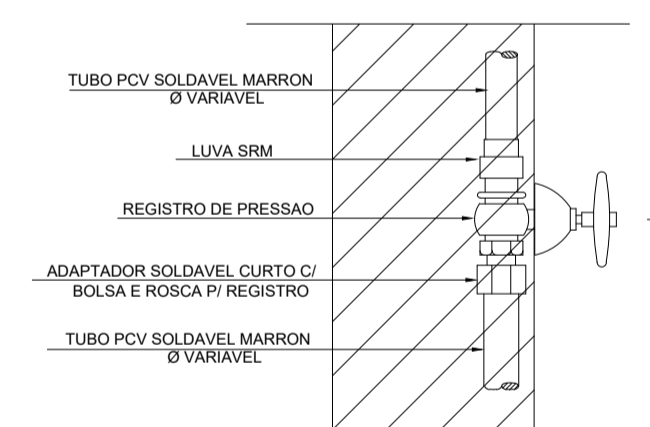 TUBO PCV SOLDAVEL MARRON
Ø VARIAVEL
LUVA SRM
REGISTRO DE PRESSAO
ADAPTADOR SOLDAVEL CURTO C/
BOLSA E ROSCA P/ REGISTRO
TUBO PCV SOLDAVEL MARRON
Ø VARIAVEL